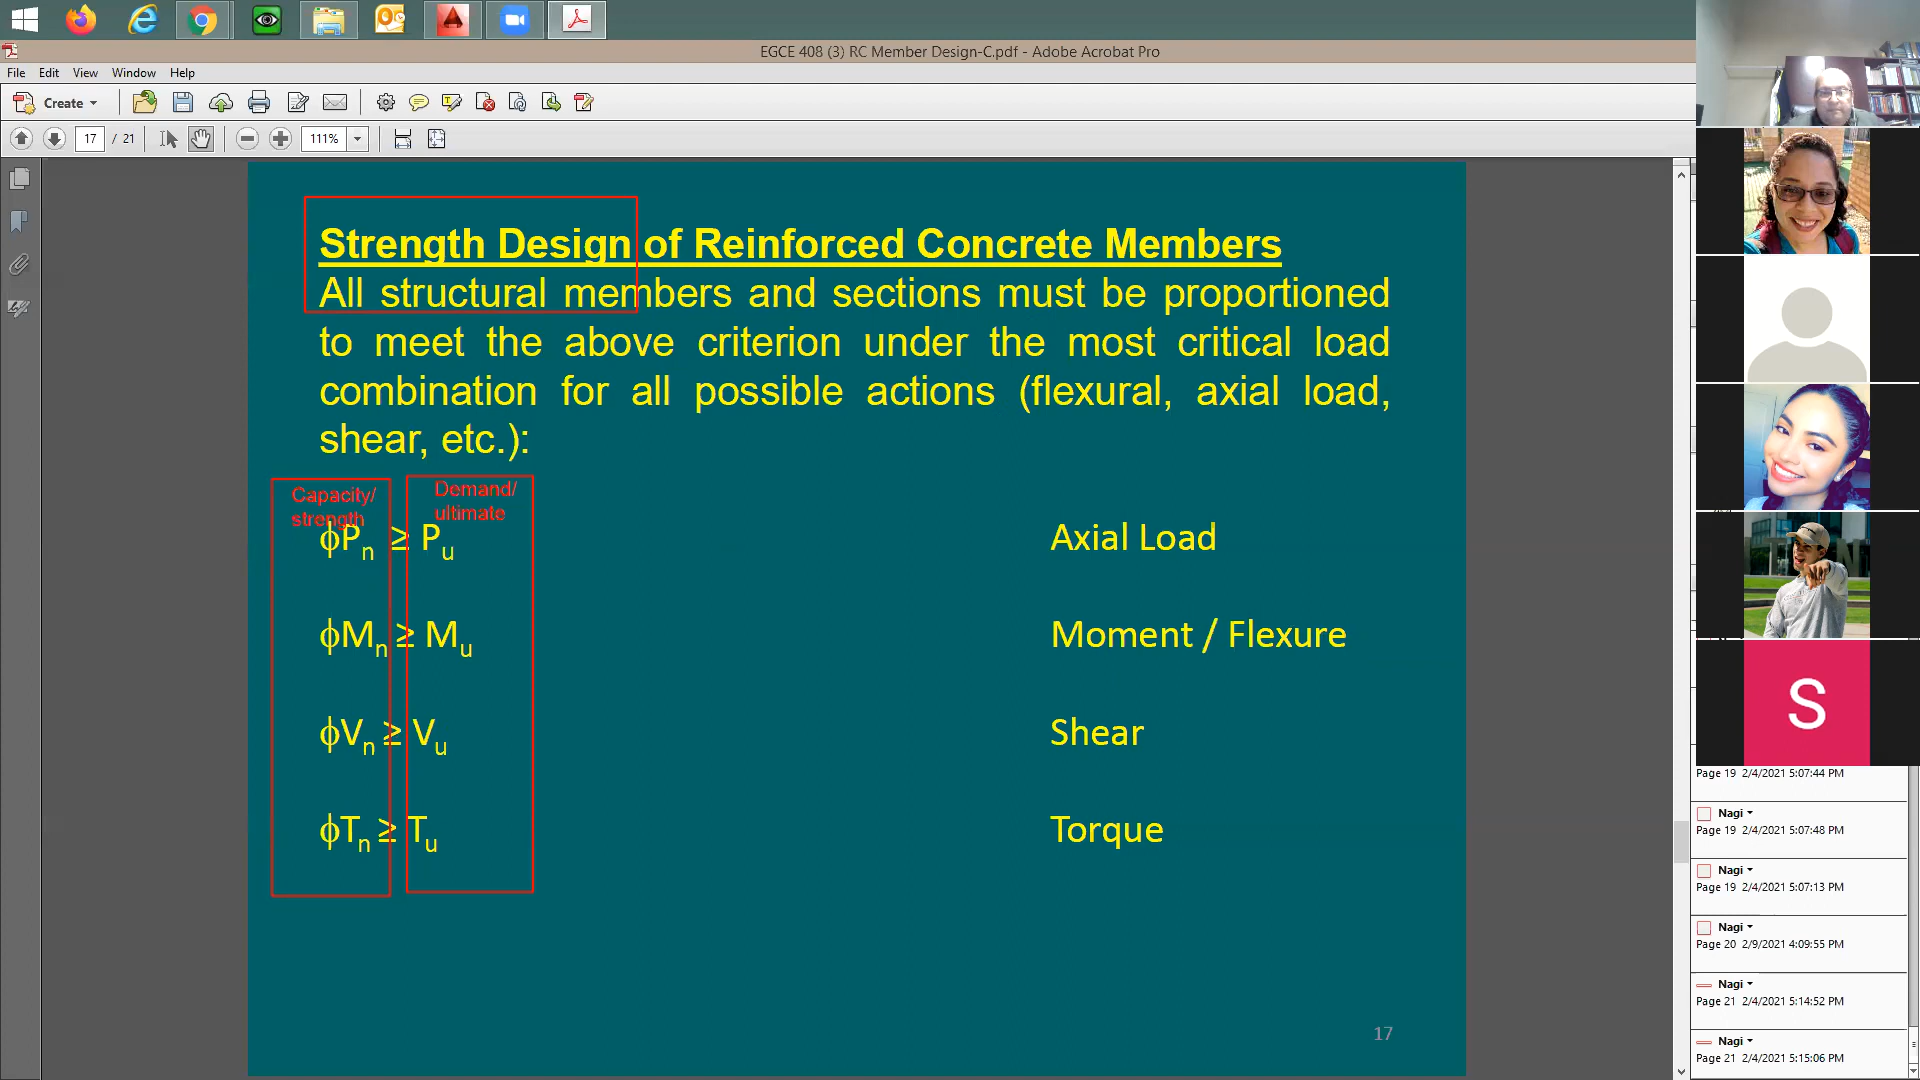 EGCE 408 (3) RC Member Design-C.pdf - Adobe Acrobat Pro
File Edit View Window Help
Create
17 / 21 111%
Strength Design of Reinforced Concrete Members
All structural members and sections must be proportioned
to meet the above criterion under the most critical load
combination for all possible actions (flexural, axial load,
shear, etc.):
Capacity/
strength
Demand/
ultimate
ϕPn ≥ Pu Axial Load
ϕMn ≥ Mu Moment / Flexure
ϕVn ≥ Vu Shear
ϕTn ≥ Tu Torque
17
S
Page 19 2/4/2021 5:07:44 PM
Nagi
Page 19 2/4/2021 5:07:48 PM
Nagi
Page 19 2/4/2021 5:07:13 PM
Nagi
Page 20 2/9/2021 4:09:55 PM
Nagi
Page 21 2/4/2021 5:14:52 PM
Nagi
Page 21 2/4/2021 5:15:06 PM